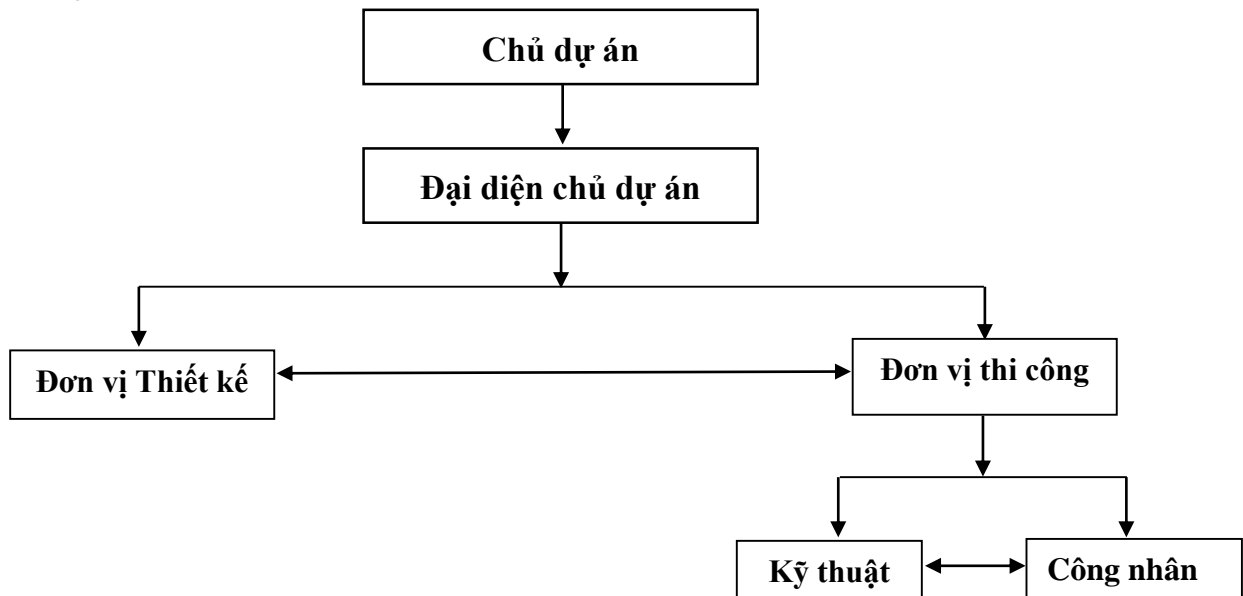 Chủ dự án
Đại diện chủ dự án
Đơn vị Thiết kế
Đơn vị thi công
Kỹ thuật
Công nhân